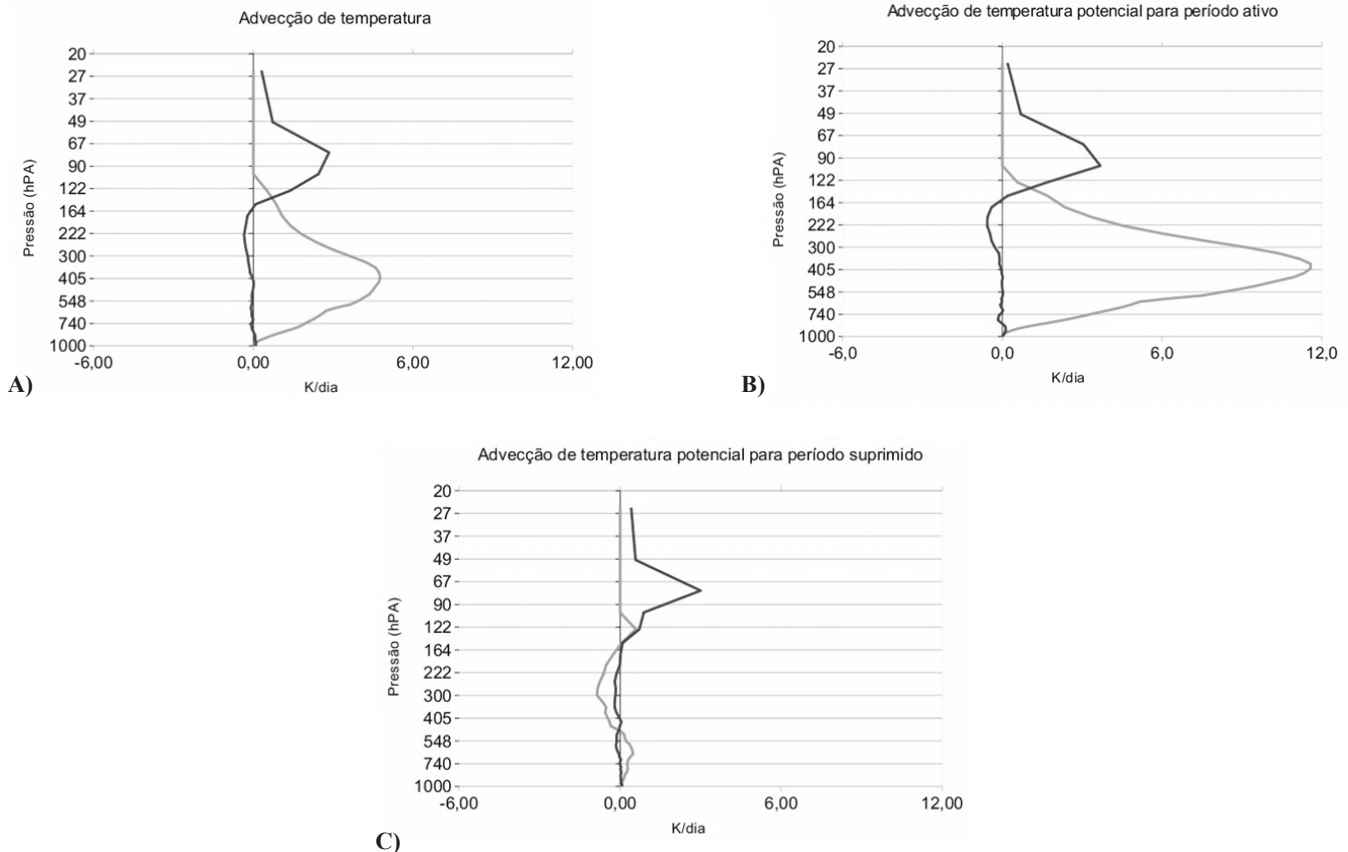 Advecção de temperatura
20
27
37
49
67
90
122
164
222
300
405
548
740
1000
Pressão (hPA)
-6,00 0,00 6,00 12,00
K/dia
A)
Advecção de temperatura potencial para período ativo
20
27
37
49
67
90
122
164
222
300
405
548
740
1000
Pressão (hPA)
-6,0 0,0 6,0 12,0
K/dia
B)
Advecção de temperatura potencial para período suprimido
20
27
37
49
67
90
122
164
222
300
405
548
740
1000
Pressão (hPA)
-6,00 0,00 6,00 12,00
K/dia
C)